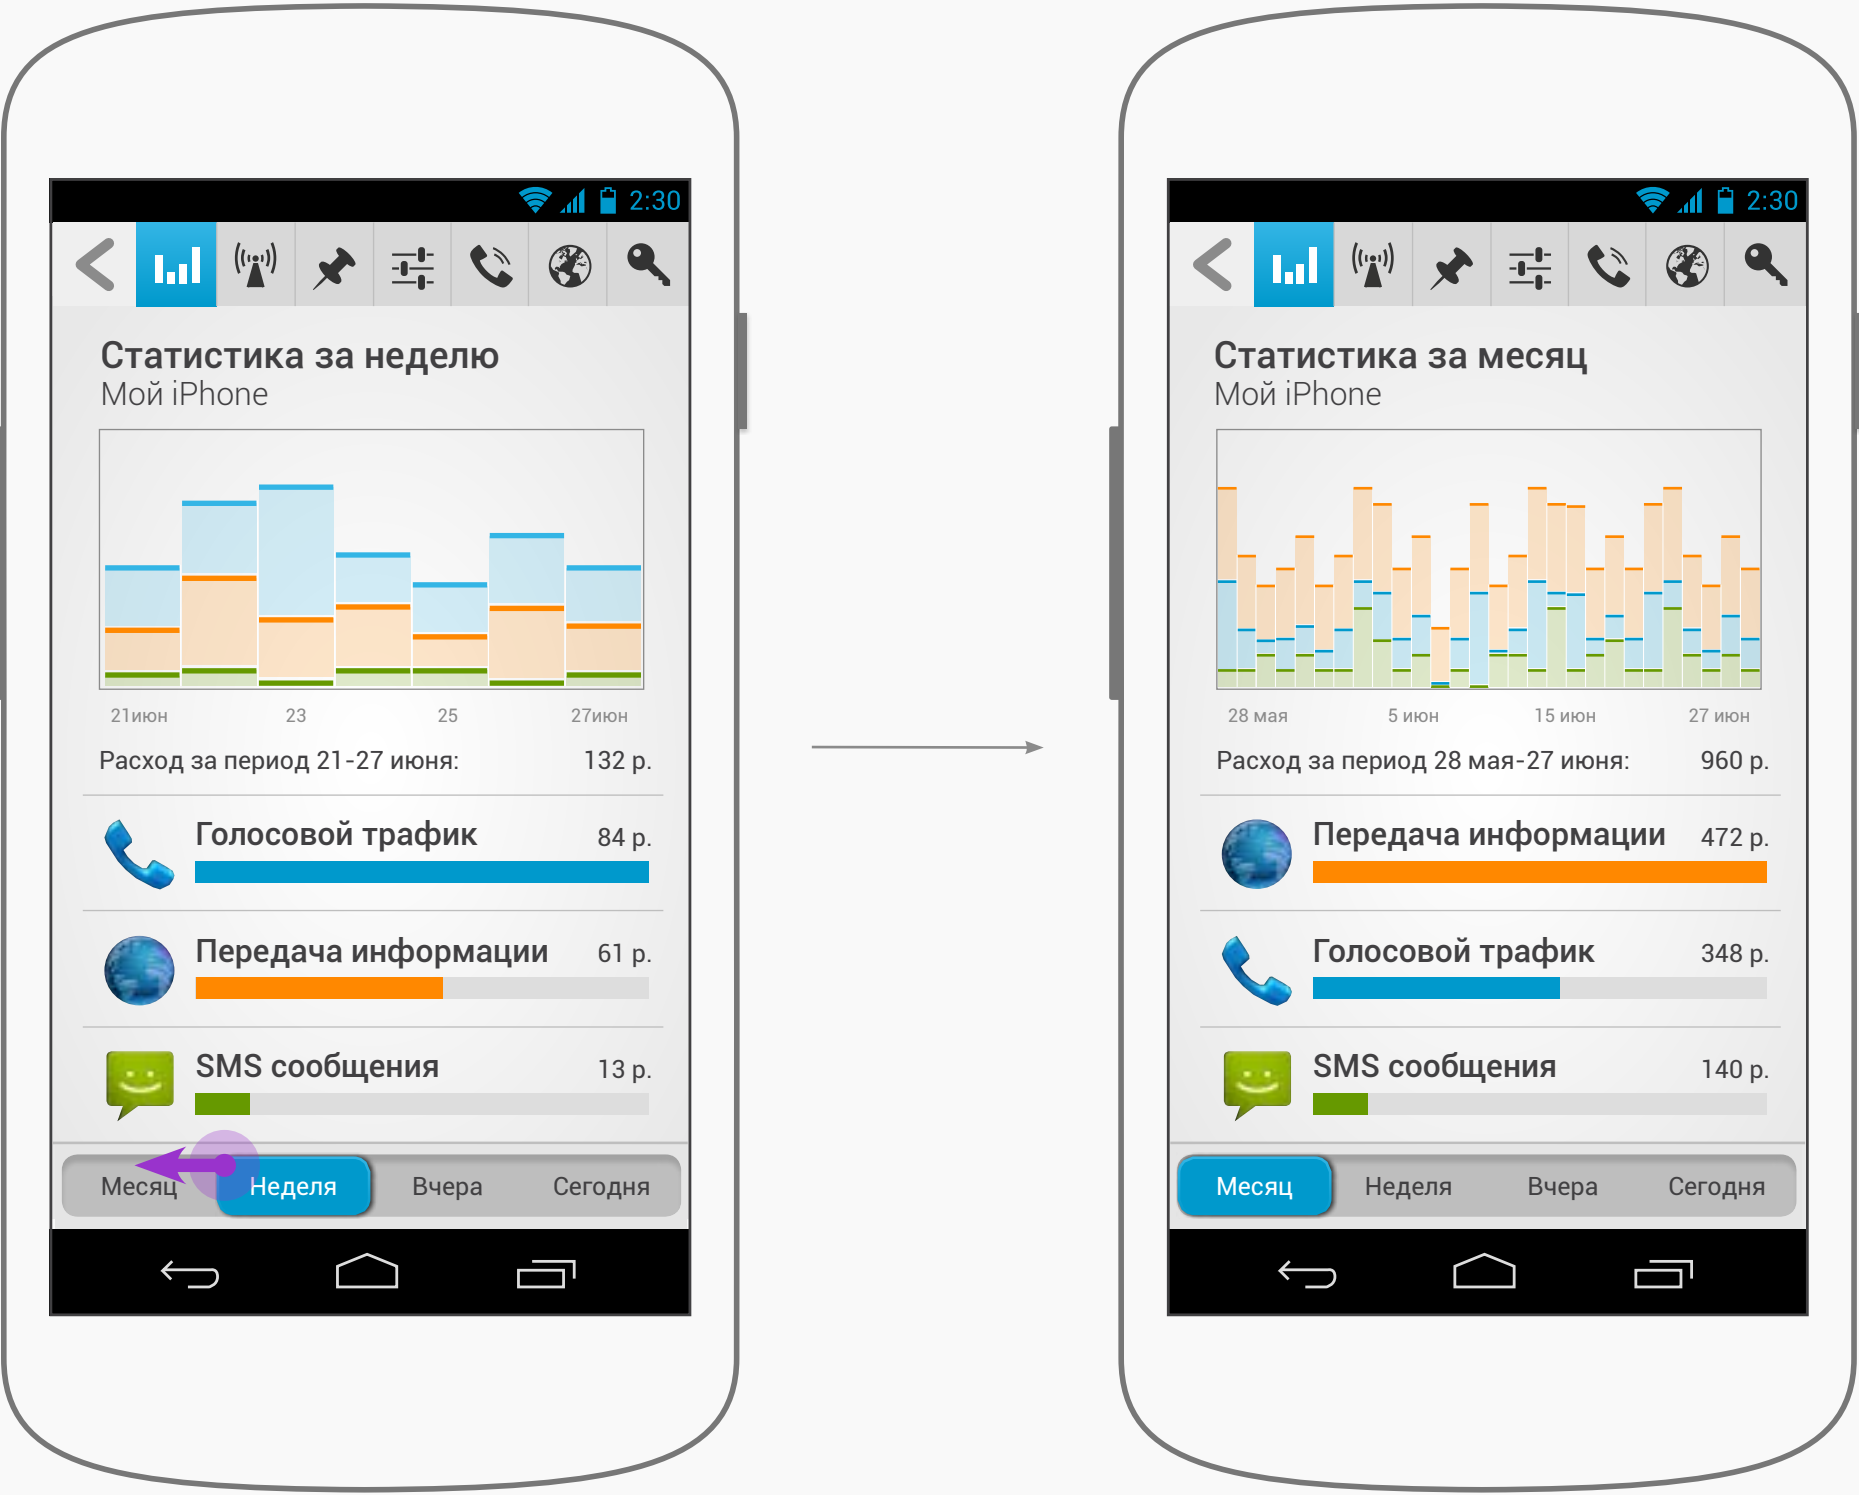 2:30
Статистика за неделю
Мой iPhone
21июн 23 25 27июн
Расход за период 21-27 июня: 132 р.
Голосовой трафик 84 р.
Передача информации 61 р.
SMS сообщения 13 р.
Месяц Неделя Вчера Сегодня
2:30
Статистика за месяц
Мой iPhone
28 мая 5 июн 15 июн 27 июн
Расход за период 28 мая-27 июня: 960 р.
Передача информации 472 р.
Голосовой трафик 348 р.
SMS сообщения 140 р.
Месяц Неделя Вчера Сегодня